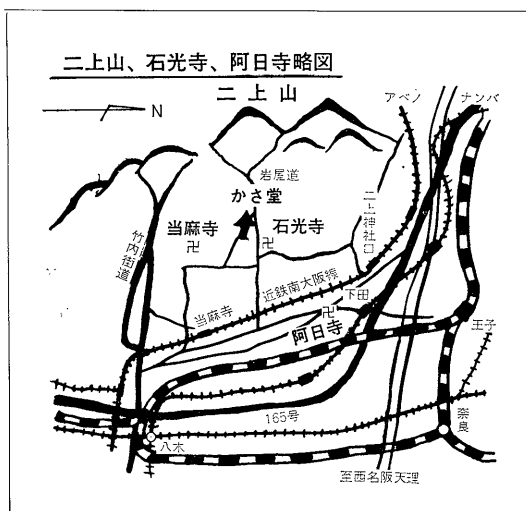 二上山、石光寺、阿日寺略図
二上山
アベノ
ナンバ
N
岩屋道
かさ堂
当麻寺
卍
石光寺
卍
二上神社口
竹内街道
近鉄南大阪線
当麻寺
下田
卍
阿日寺
王子
165号
八木
奈良
至西名阪天理